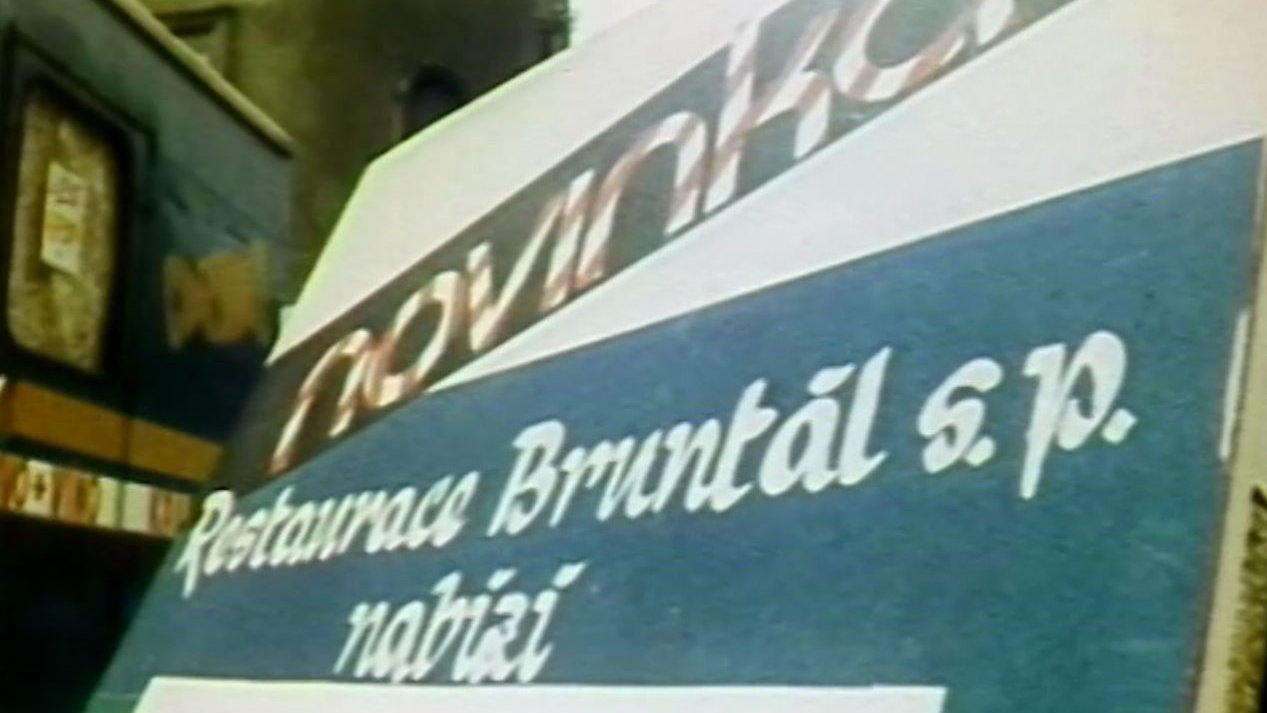 novinka
Restaurace Bruntál s.p.
nabízí